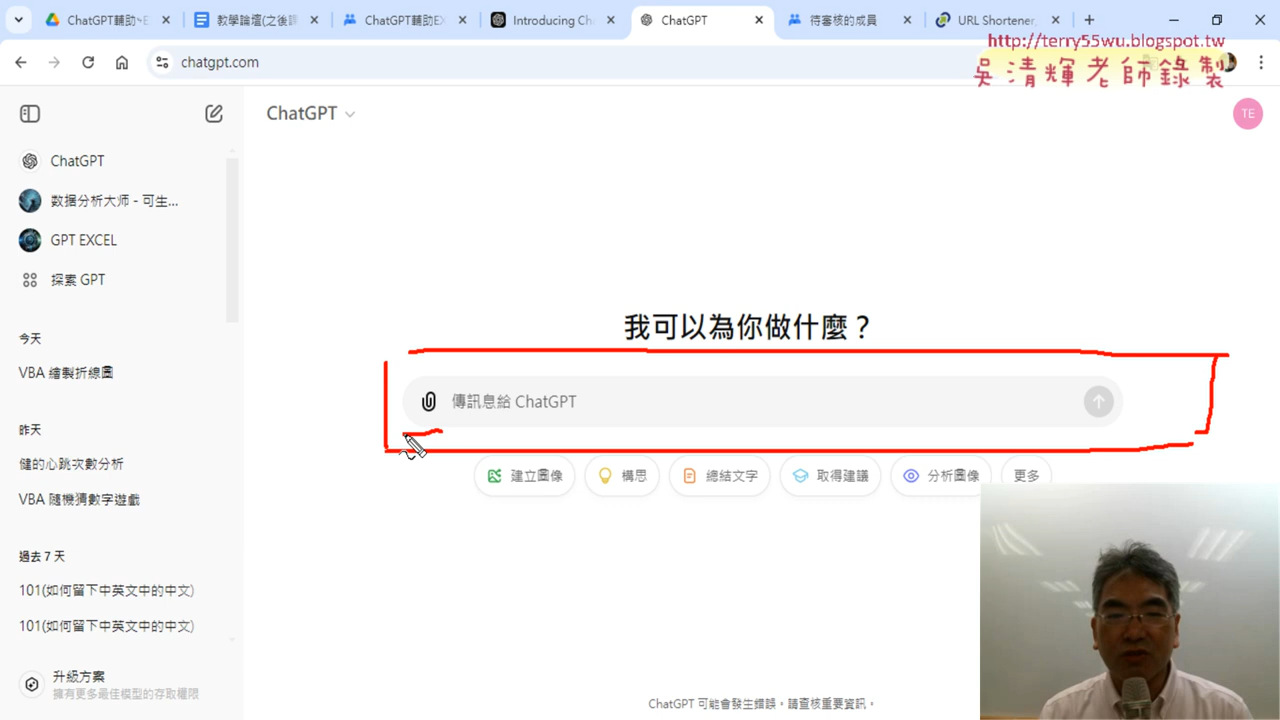 ChatGPT輔助~E
教學論壇(之後請
ChatGPT輔助EX
Introducing Ch
ChatGPT
待審核的成員
URL Shortener,
http://terry55wu.blogspot.tw
chatgpt.com
吳清輝老師錄製
ChatGPT
TE
ChatGPT
数据分析大师 - 可生...
GPT EXCEL
探索 GPT
今天
VBA 繪製折線圖
昨天
健的心跳次數分析
VBA 隨機猜數字遊戲
過去 7 天
101(如何留下中英文中的中文)
101(如何留下中英文中的中文)
升級方案
擁有更多最佳模型的存取權限
我可以為你做什麼？
傳訊息給 ChatGPT
建立圖像
構思
總結文字
取得建議
分析圖像
更多
ChatGPT 可能會發生錯誤。請查核重要資訊。